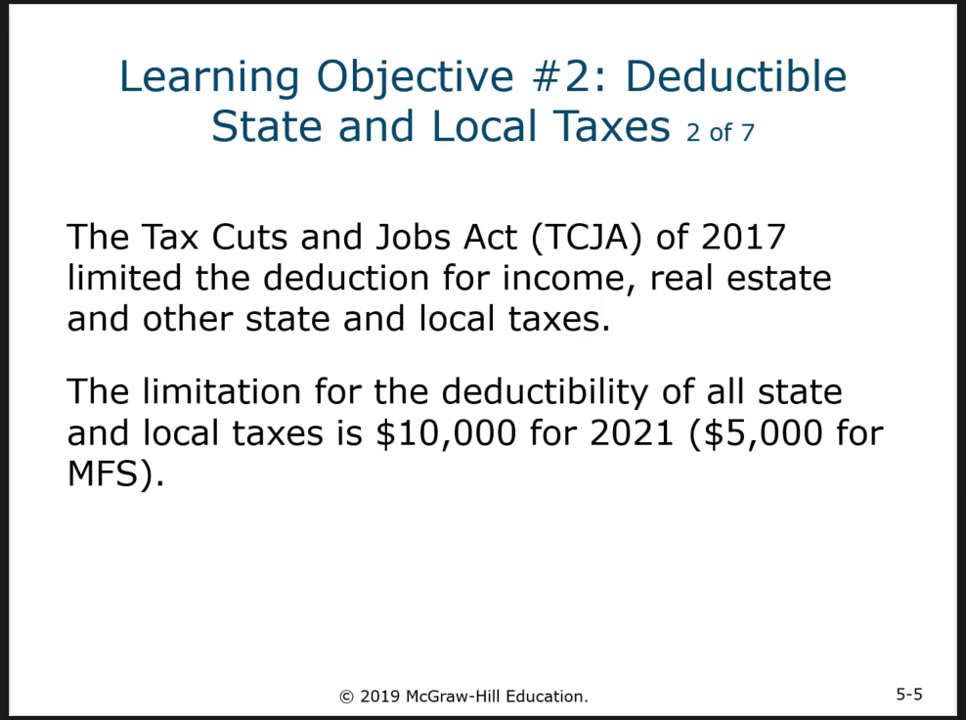 Learning Objective #2: Deductible
State and Local Taxes 2 of 7
The Tax Cuts and Jobs Act (TCJA) of 2017
limited the deduction for income, real estate
and other state and local taxes.
The limitation for the deductibility of all state
and local taxes is $10,000 for 2021 ($5,000 for
MFS).
© 2019 McGraw-Hill Education.
5-5